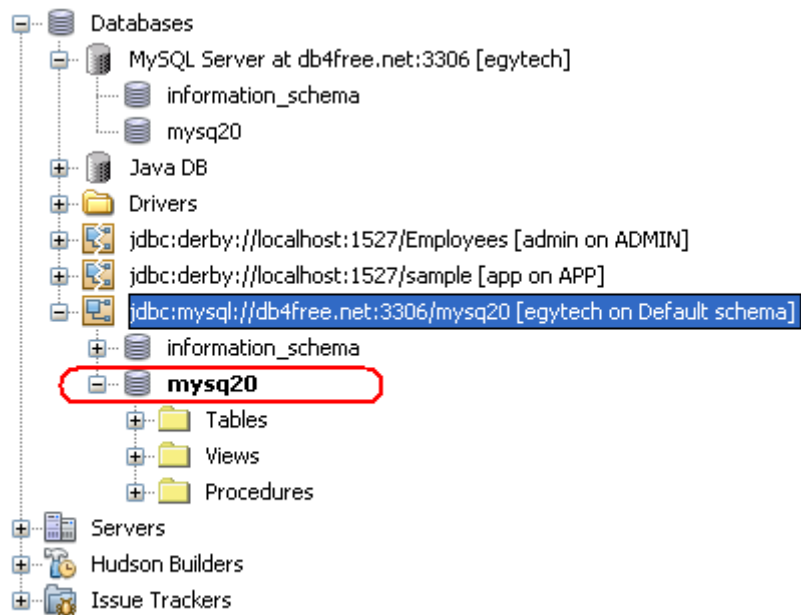 Databases
MySQL Server at db4free.net:3306 [egytech]
information_schema
mysq20
Java DB
Drivers
jdbc:derby://localhost:1527/Employees [admin on ADMIN]
jdbc:derby://localhost:1527/sample [app on APP]
jdbc:mysql://db4free.net:3306/mysq20 [egytech on Default schema]
information_schema
mysq20
Tables
Views
Procedures
Servers
Hudson Builders
Issue Trackers